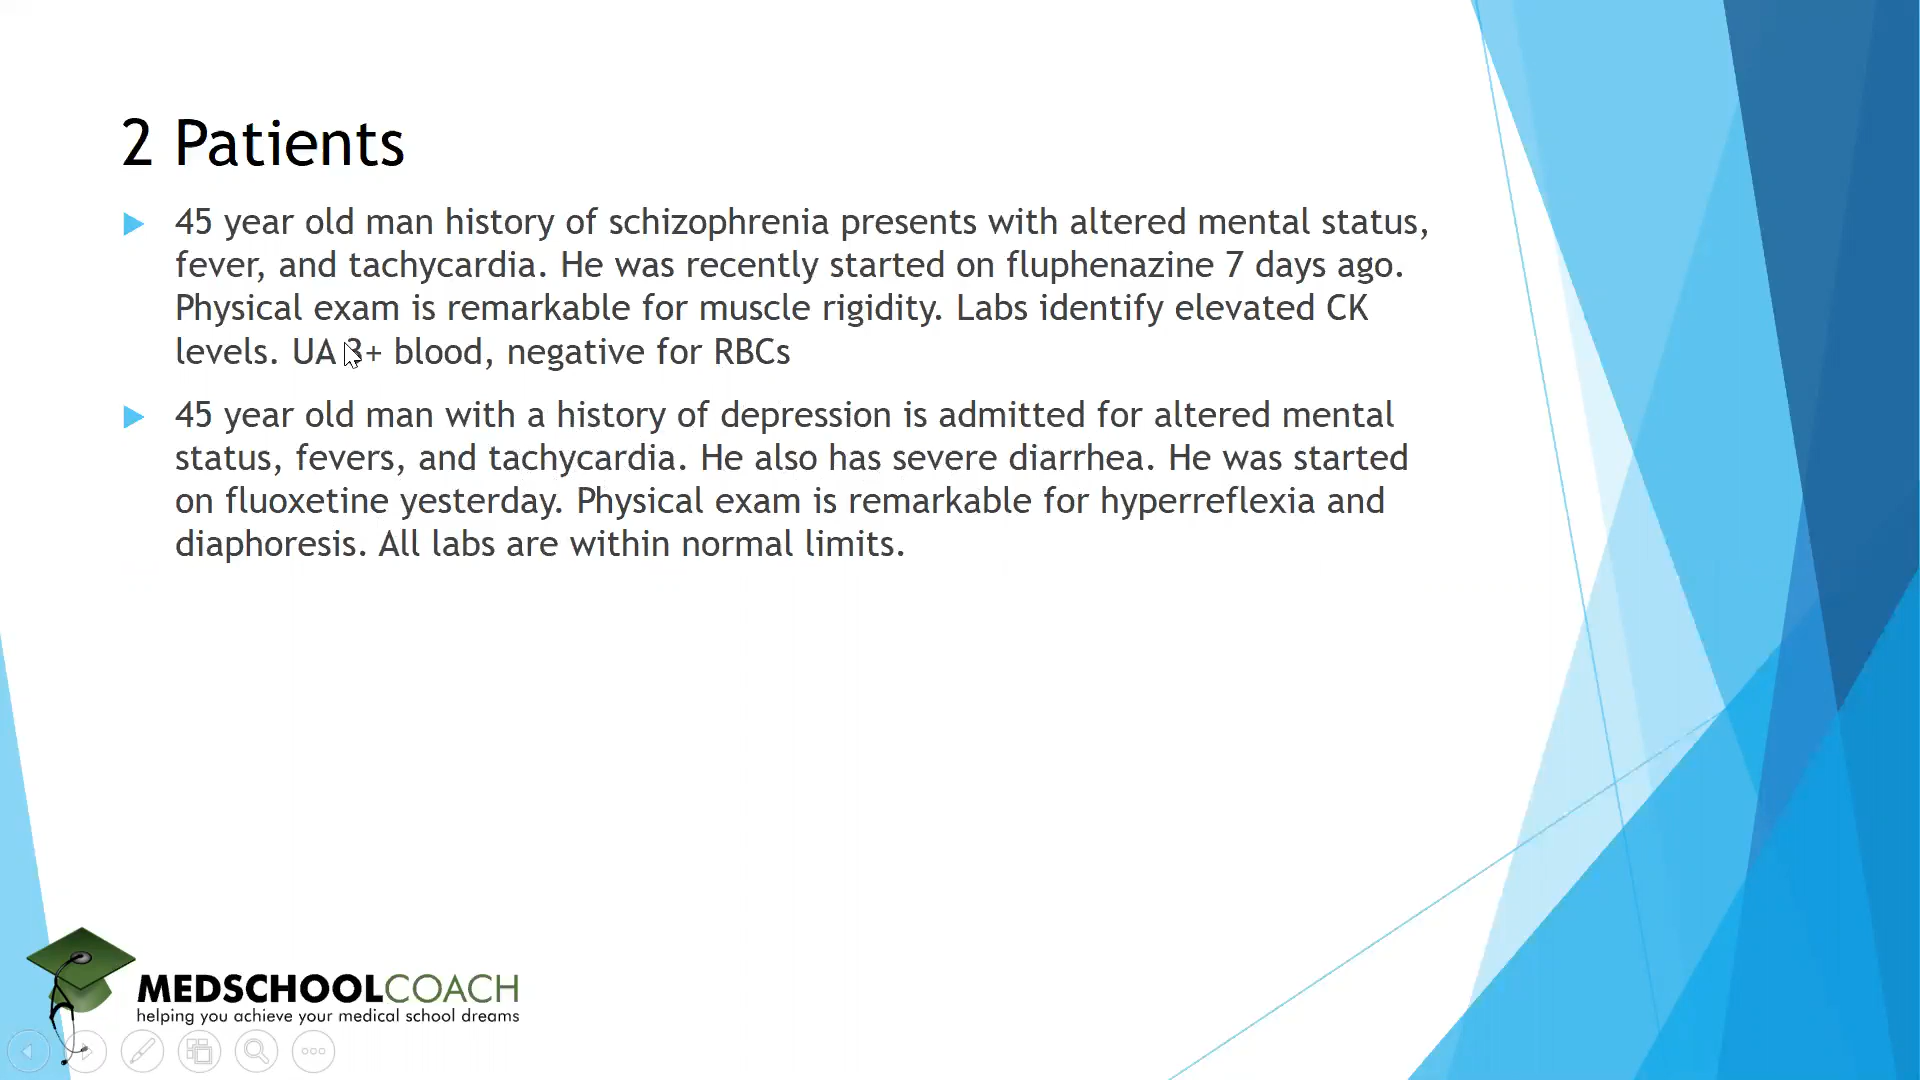 2 Patients
45 year old man history of schizophrenia presents with altered mental status,
fever, and tachycardia. He was recently started on fluphenazine 7 days ago.
Physical exam is remarkable for muscle rigidity. Labs identify elevated CK
levels. UA 3+ blood, negative for RBCs
45 year old man with a history of depression is admitted for altered mental
status, fevers, and tachycardia. He also has severe diarrhea. He was started
on fluoxetine yesterday. Physical exam is remarkable for hyperreflexia and
diaphoresis. All labs are within normal limits.
MEDSCHOOLCOACH
helping you achieve your medical school dreams